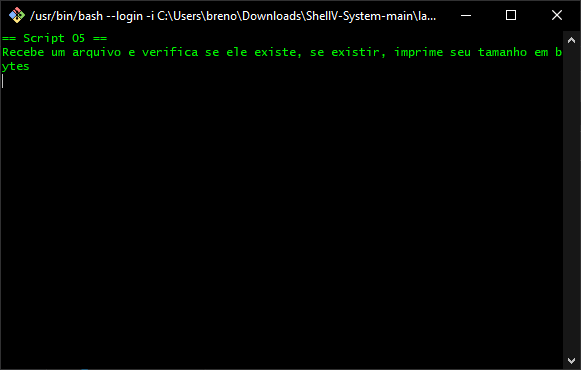 /usr/bin/bash --login -i C:\Users\breno\Downloads\ShellV-System-main\la...
== Script 05 ==
Recebe um arquivo e verifica se ele existe, se existir, imprime seu tamanho em b
ytes